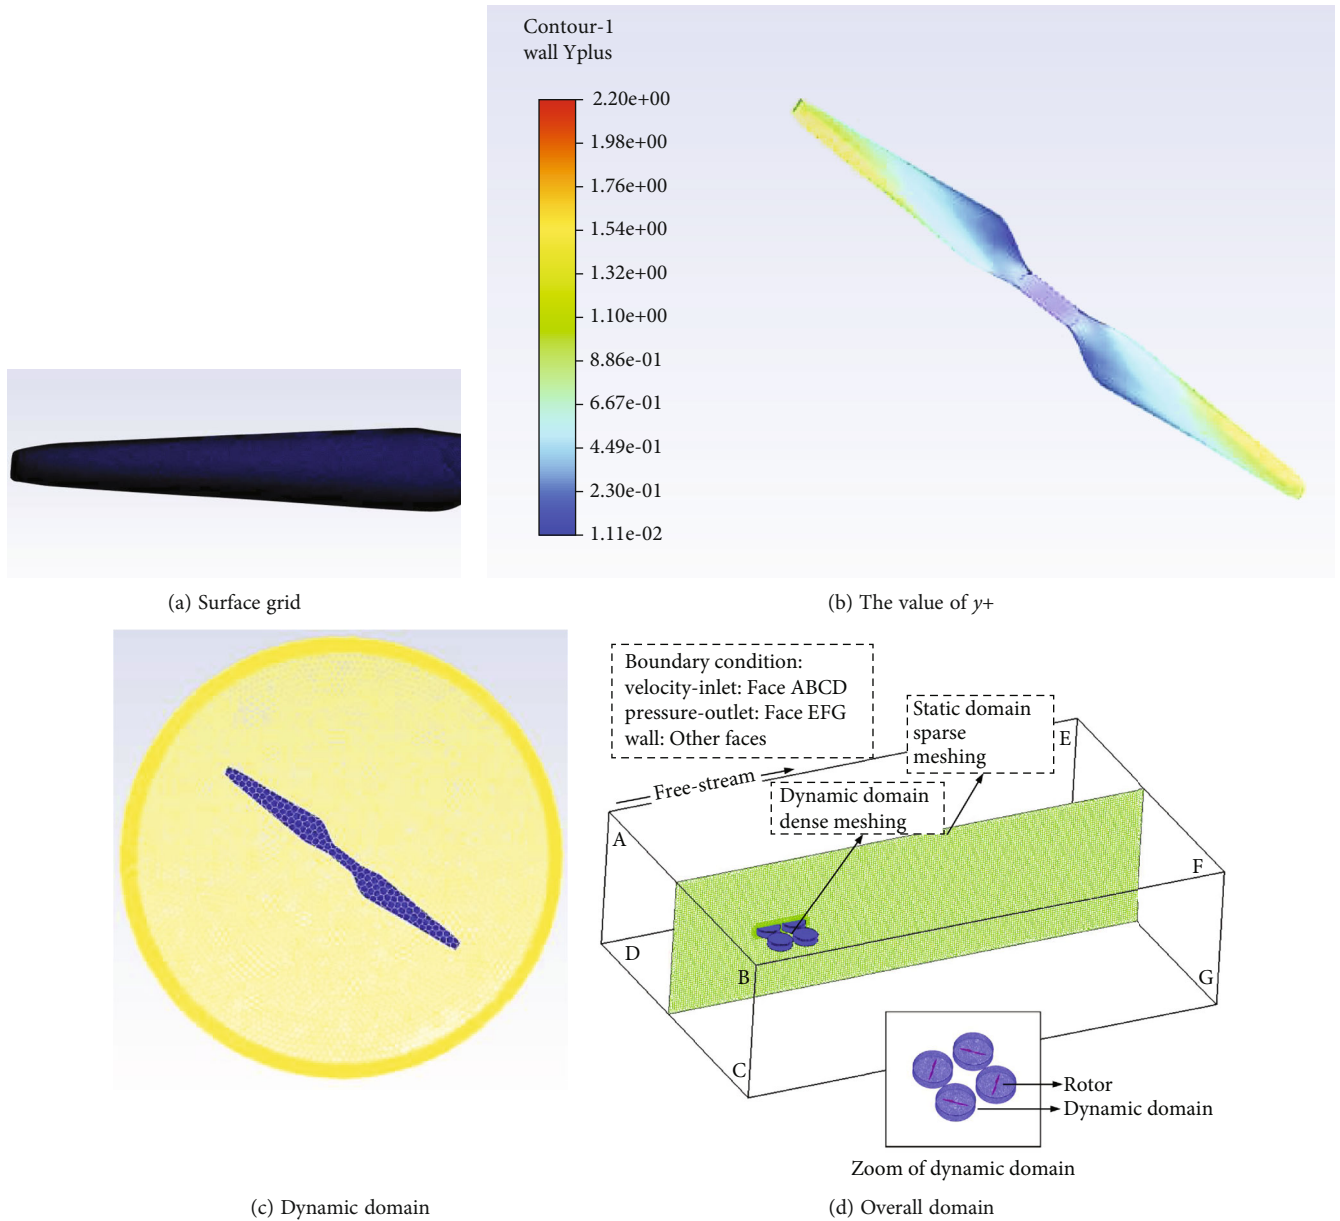 Contour-1
wall Yplus
2.20e+00
1.98e+00
1.76e+00
1.54e+00
1.32e+00
1.10e+00
8.86e-01
6.67e-01
4.49e-01
2.30e-01
1.11e-02
(a) Surface grid
(b) The value of y+
Boundary condition:
velocity-inlet: Face ABCD
pressure-outlet: Face EFG
wall: Other faces
Static domain
sparse
meshing
E
Free-stream
Dynamic domain
dense meshing
A
F
D
B
G
C
Rotor
Dynamic domain
Zoom of dynamic domain
(c) Dynamic domain
(d) Overall domain